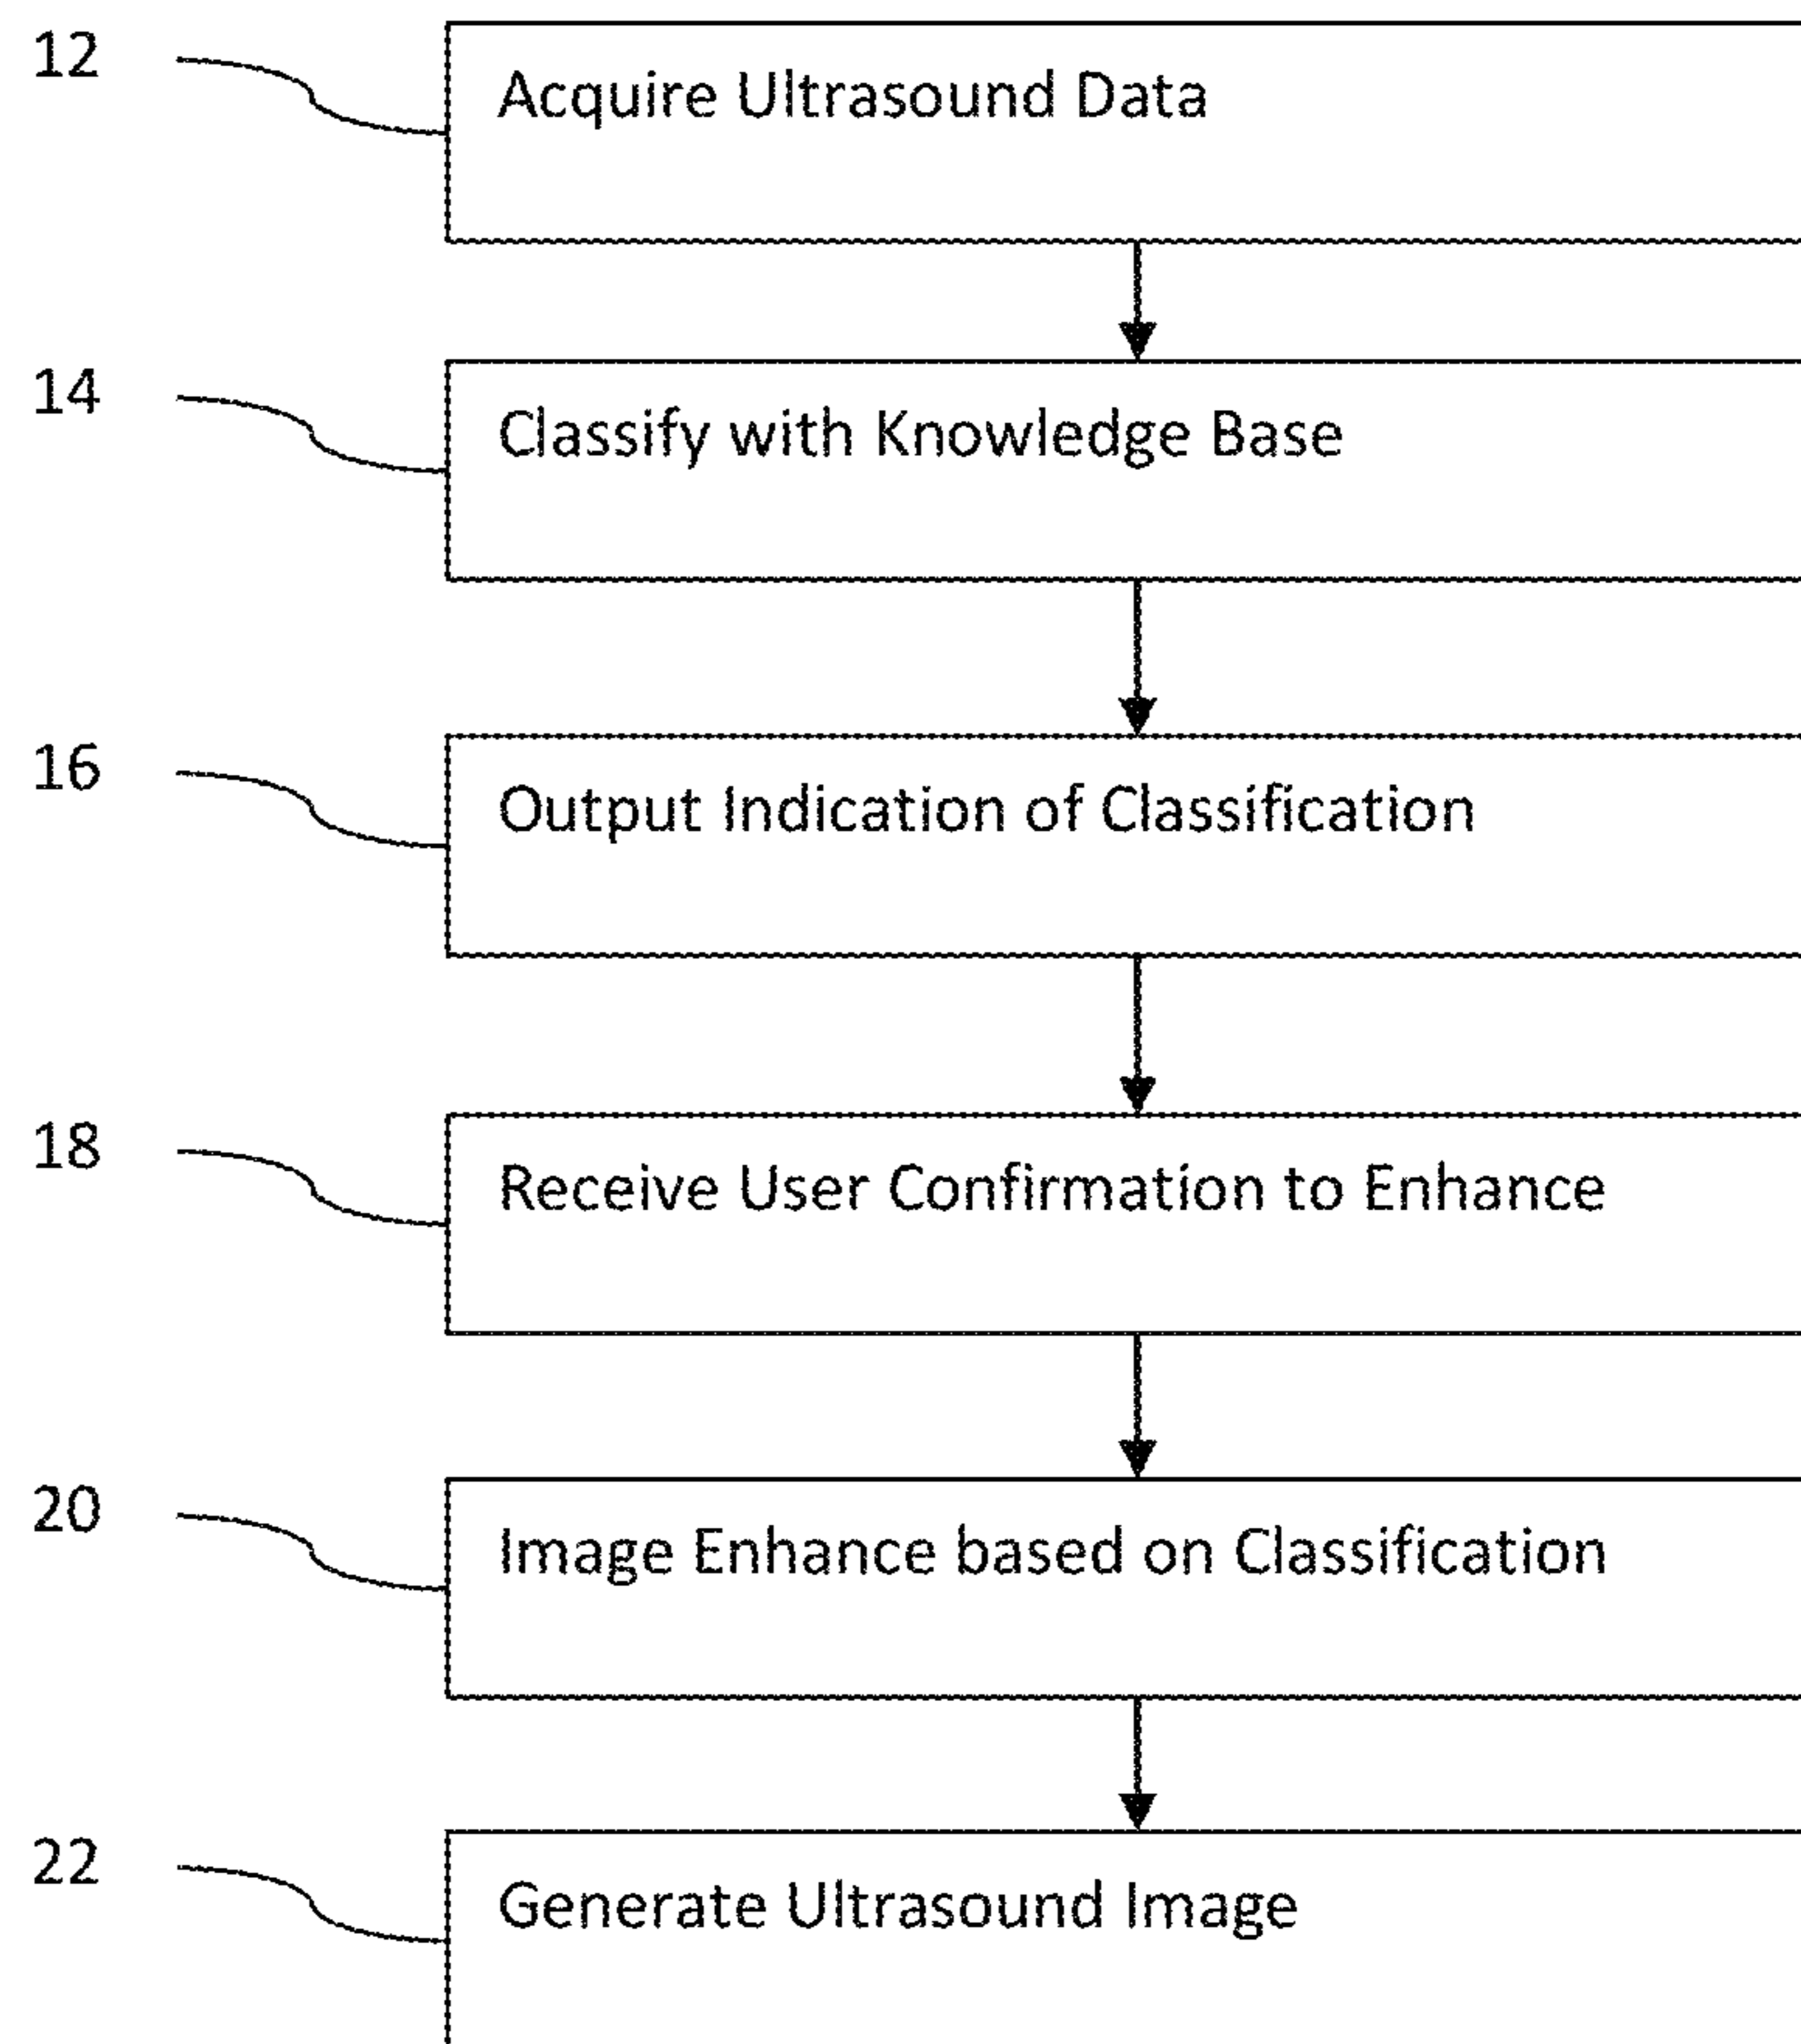 12
Acquire Ultrasound Data
14
Classify with Knowledge Base
16
Output Indication of Classification
18
Receive User Confirmation to Enhance
20
Image Enhance based on Classification
22
Generate Ultrasound Image